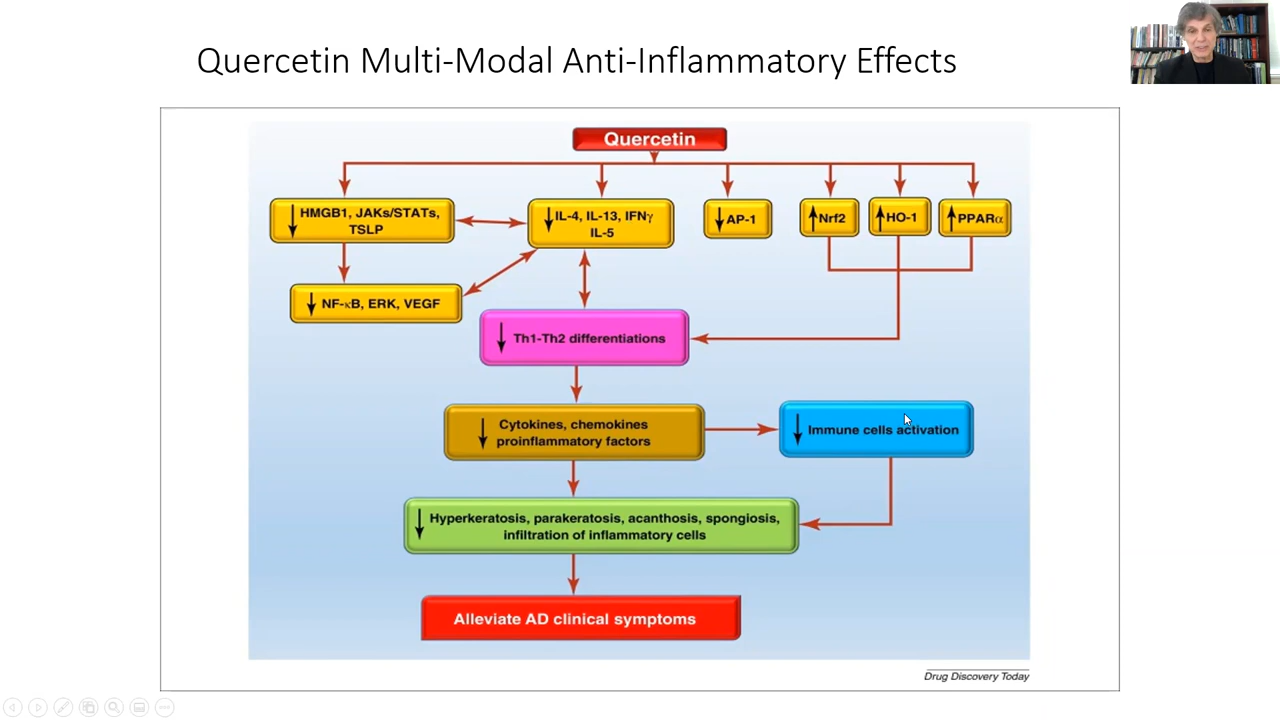 Quercetin Multi-Modal Anti-Inflammatory Effects
Quercetin
HMGB1, JAKs/STATs,
TSLP
IL-4, IL-13, IFNγ
IL-5
AP-1
Nrf2
HO-1
PPARα
NF-κB, ERK, VEGF
Th1-Th2 differentiations
Cytokines, chemokines
proinflammatory factors
Immune cells activation
Hyperkeratosis, parakeratosis, acanthosis, spongiosis,
infiltration of inflammatory cells
Alleviate AD clinical symptoms
Drug Discovery Today